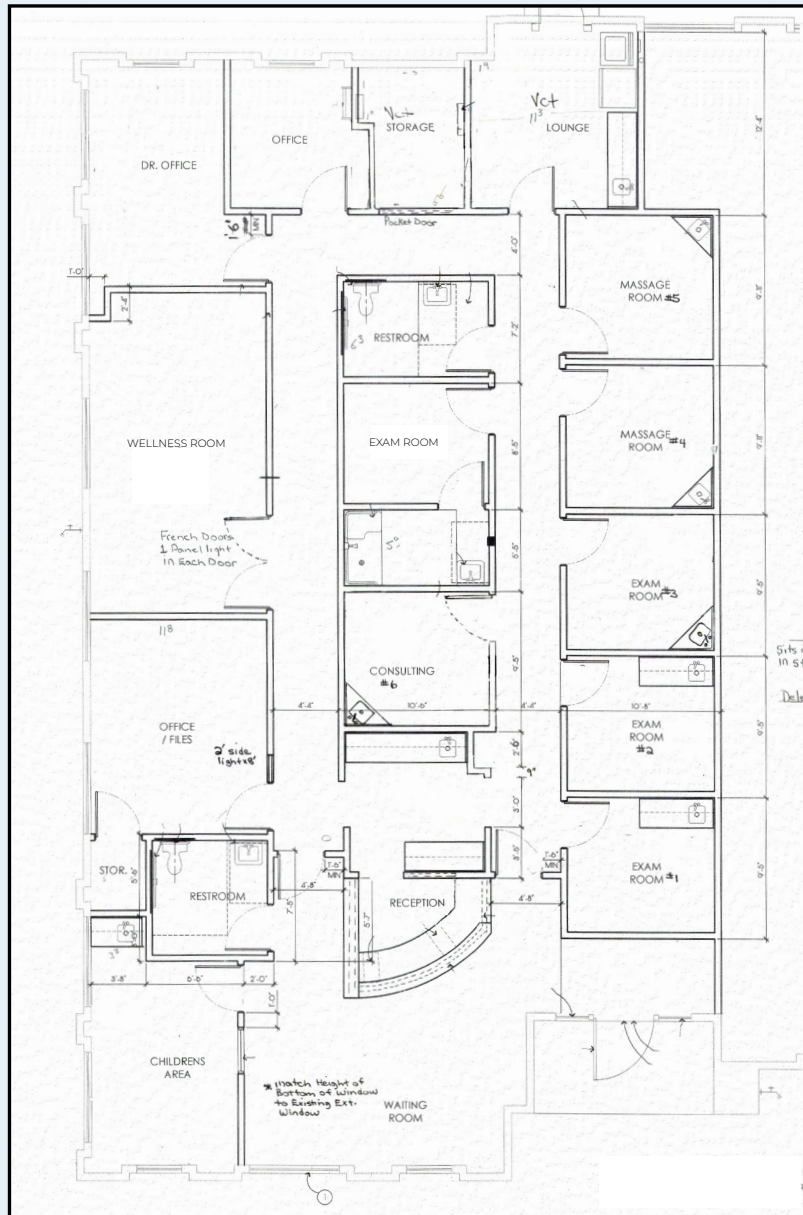 Vct
STORAGE
Vct
11³
LOUNGE
OFFICE
DR. OFFICE
12'-4"
1'6"
MIN
Pocket Door
4'-0"
1'-0"
2'-4"
MASSAGE
ROOM #5
9'-11"
RESTROOM
6³
7'-2"
WELLNESS ROOM
EXAM ROOM
8'-5"
MASSAGE
ROOM #4
9'-11"
French Doors
1 Panel light
in Each Door
5'-5"
EXAM
ROOM #3
9'-5"
11⁸
CONSULTING
#6
9'-5"
4'-4"
10'-6"
4'-4"
10'-8"
OFFICE
/ FILES
2' side
light x 8'
EXAM
ROOM
#2
9'-5"
2'-6"
9"
3'-0"
STOR.
5'-6"
RESTROOM
7'-5"
1'-6"
MIN
4'-8"
RECEPTION
5'-7"
3'-5"
1'-6"
MIN
4'-8"
EXAM
ROOM #1
9'-5"
3'-8"
6'-6"
2'-0"
1'-0"
CHILDRENS
AREA
* match Height of
Bottom of Window
to Existing Ext.
Window
WAITING
ROOM
1